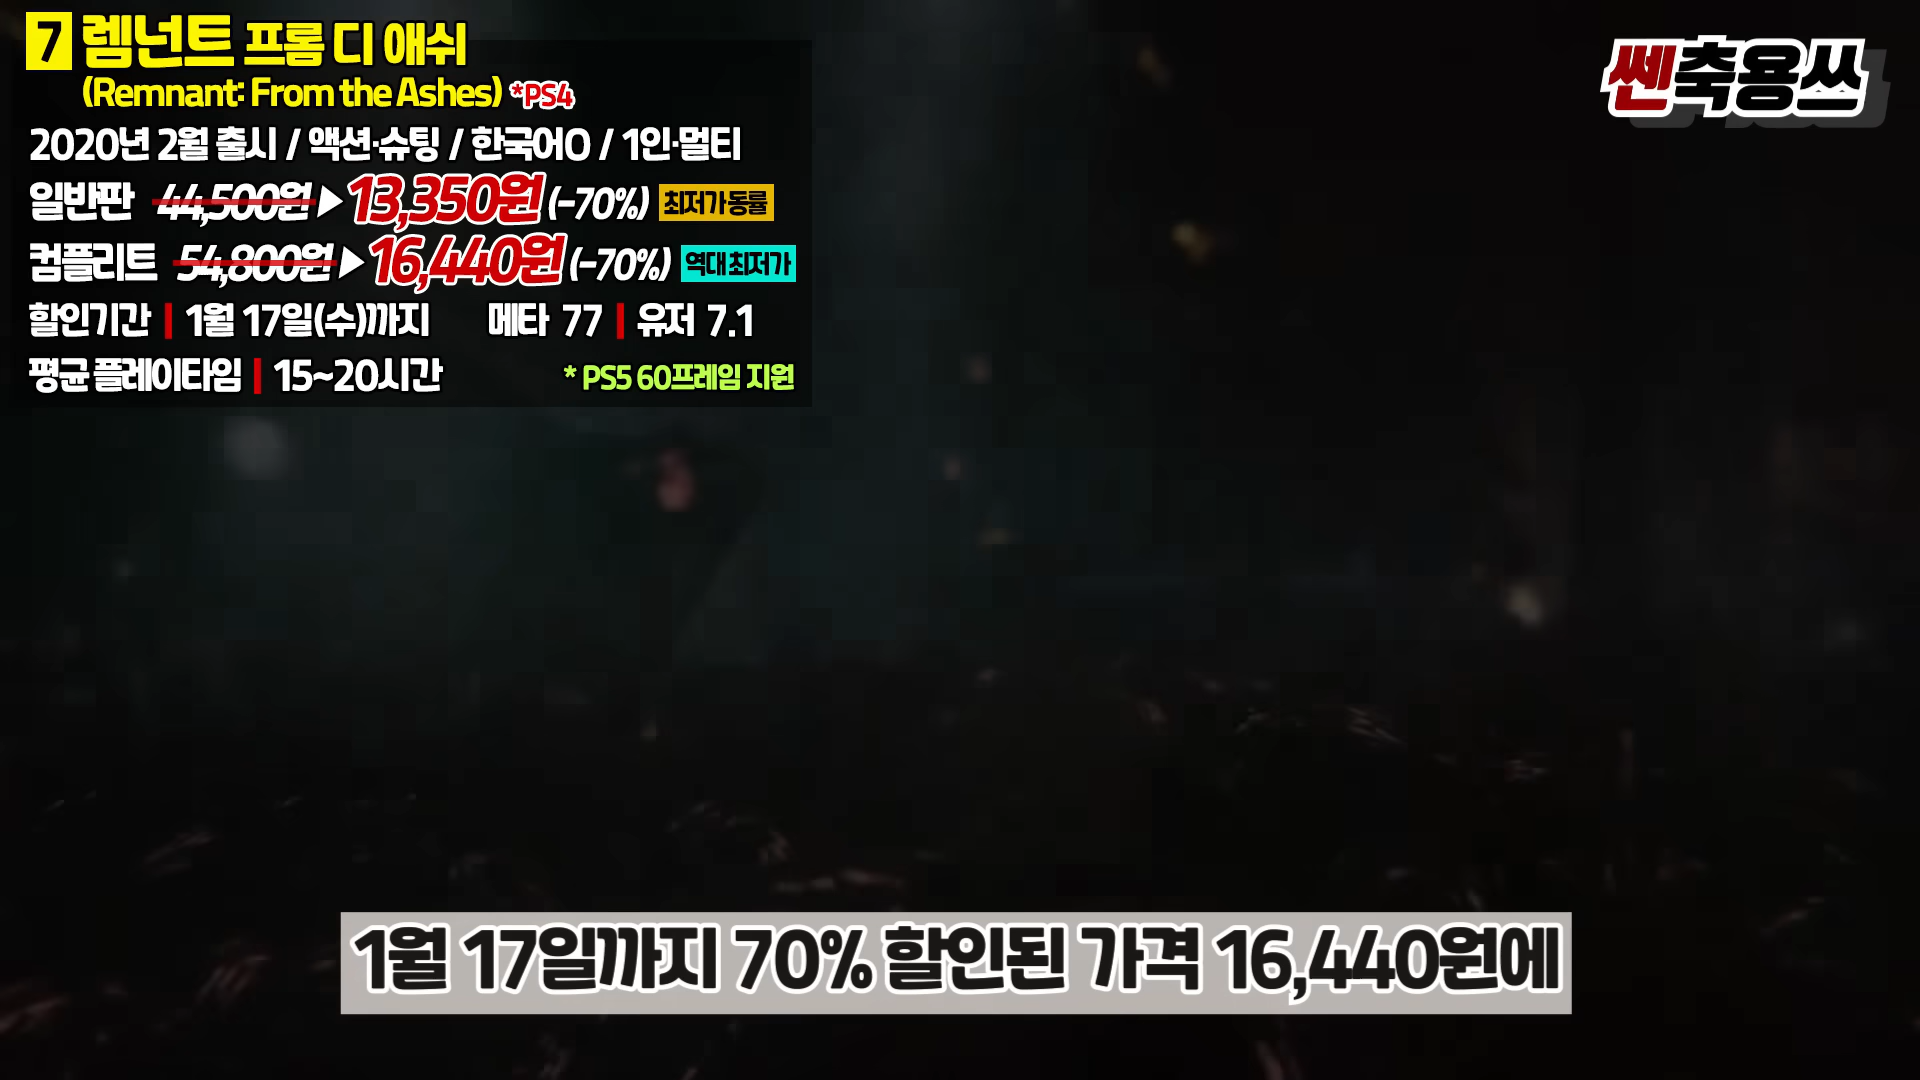 7 렘넌트 프롬 디 애쉬
(Remnant: From the Ashes) *PS4
쎈축용쓰
2020년 2월 출시 / 액션·슈팅 / 한국어O / 1인·멀티
일반판 44,500원▶13,350원 (-70%) 최저가 동률
컴플리트 54,800원▶16,440원 (-70%) 역대 최저가
할인기간 | 1월 17일(수)까지 메타 77 | 유저 7.1
평균 플레이타임 | 15~20시간 * PS5 60프레임 지원
1월 17일까지 70% 할인된 가격 16,440원에